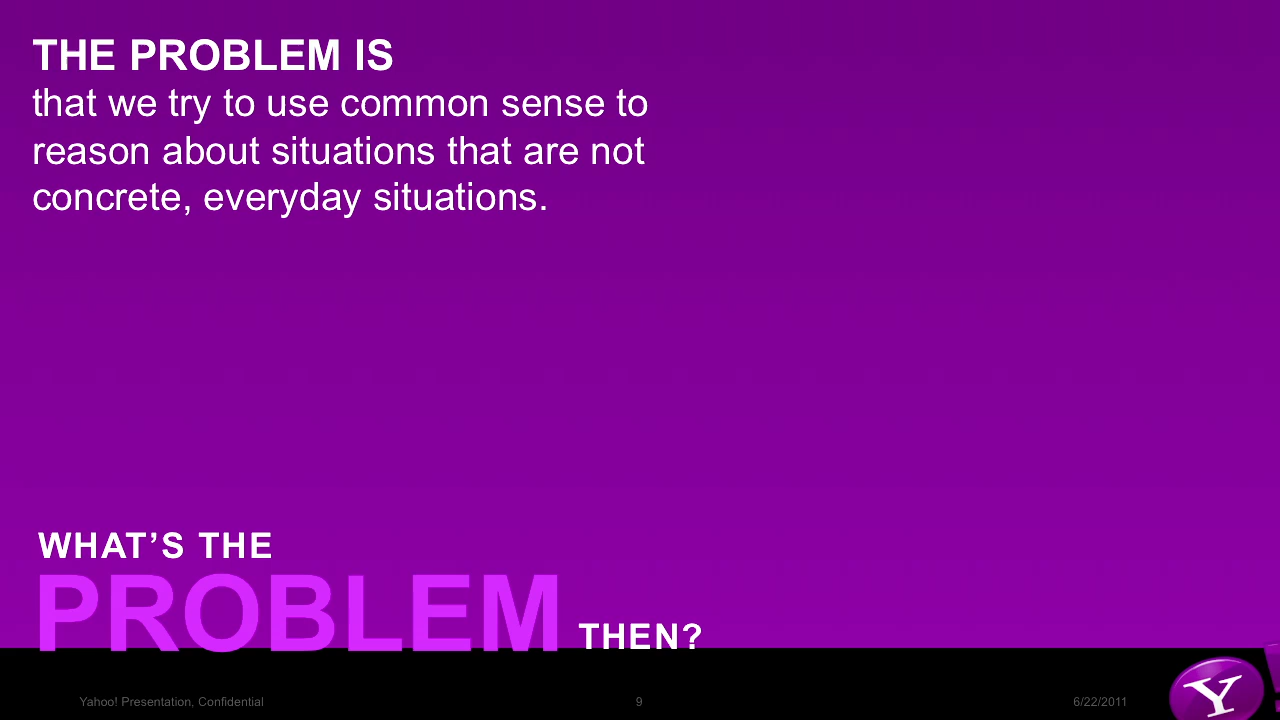 THE PROBLEM IS
that we try to use common sense to
reason about situations that are not
concrete, everyday situations.
WHAT’S THE
PROBLEM THEN?
Yahoo! Presentation, Confidential
9
6/22/2011
Y!